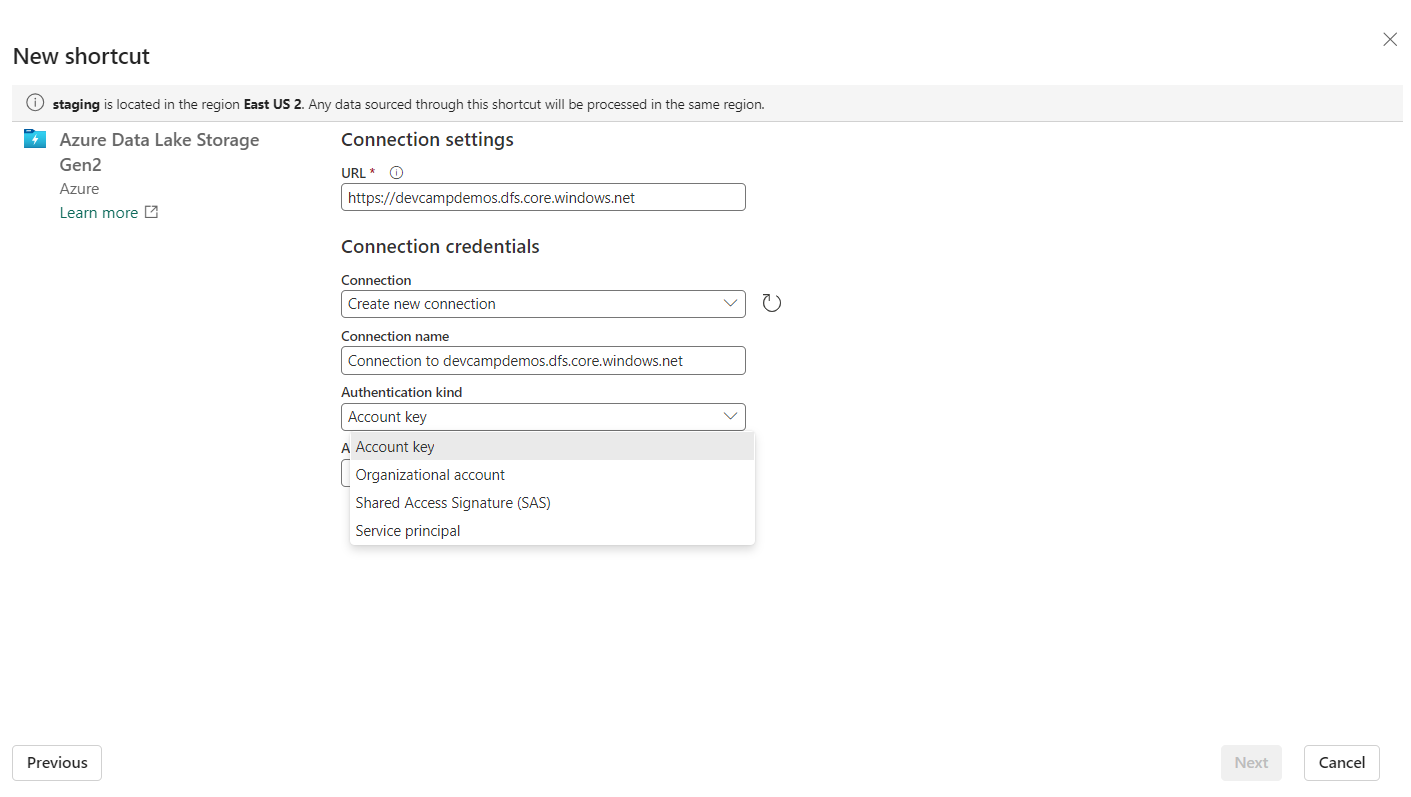 New shortcut
staging is located in the region East US 2. Any data sourced through this shortcut will be processed in the same region.
Azure Data Lake Storage
Gen2
Azure
Learn more
Connection settings
URL *
https://devcampdemos.dfs.core.windows.net
Connection credentials
Connection
Create new connection
Connection name
Connection to devcampdemos.dfs.core.windows.net
Authentication kind
Account key
A
Account key
Organizational account
Shared Access Signature (SAS)
Service principal
Previous
Next
Cancel